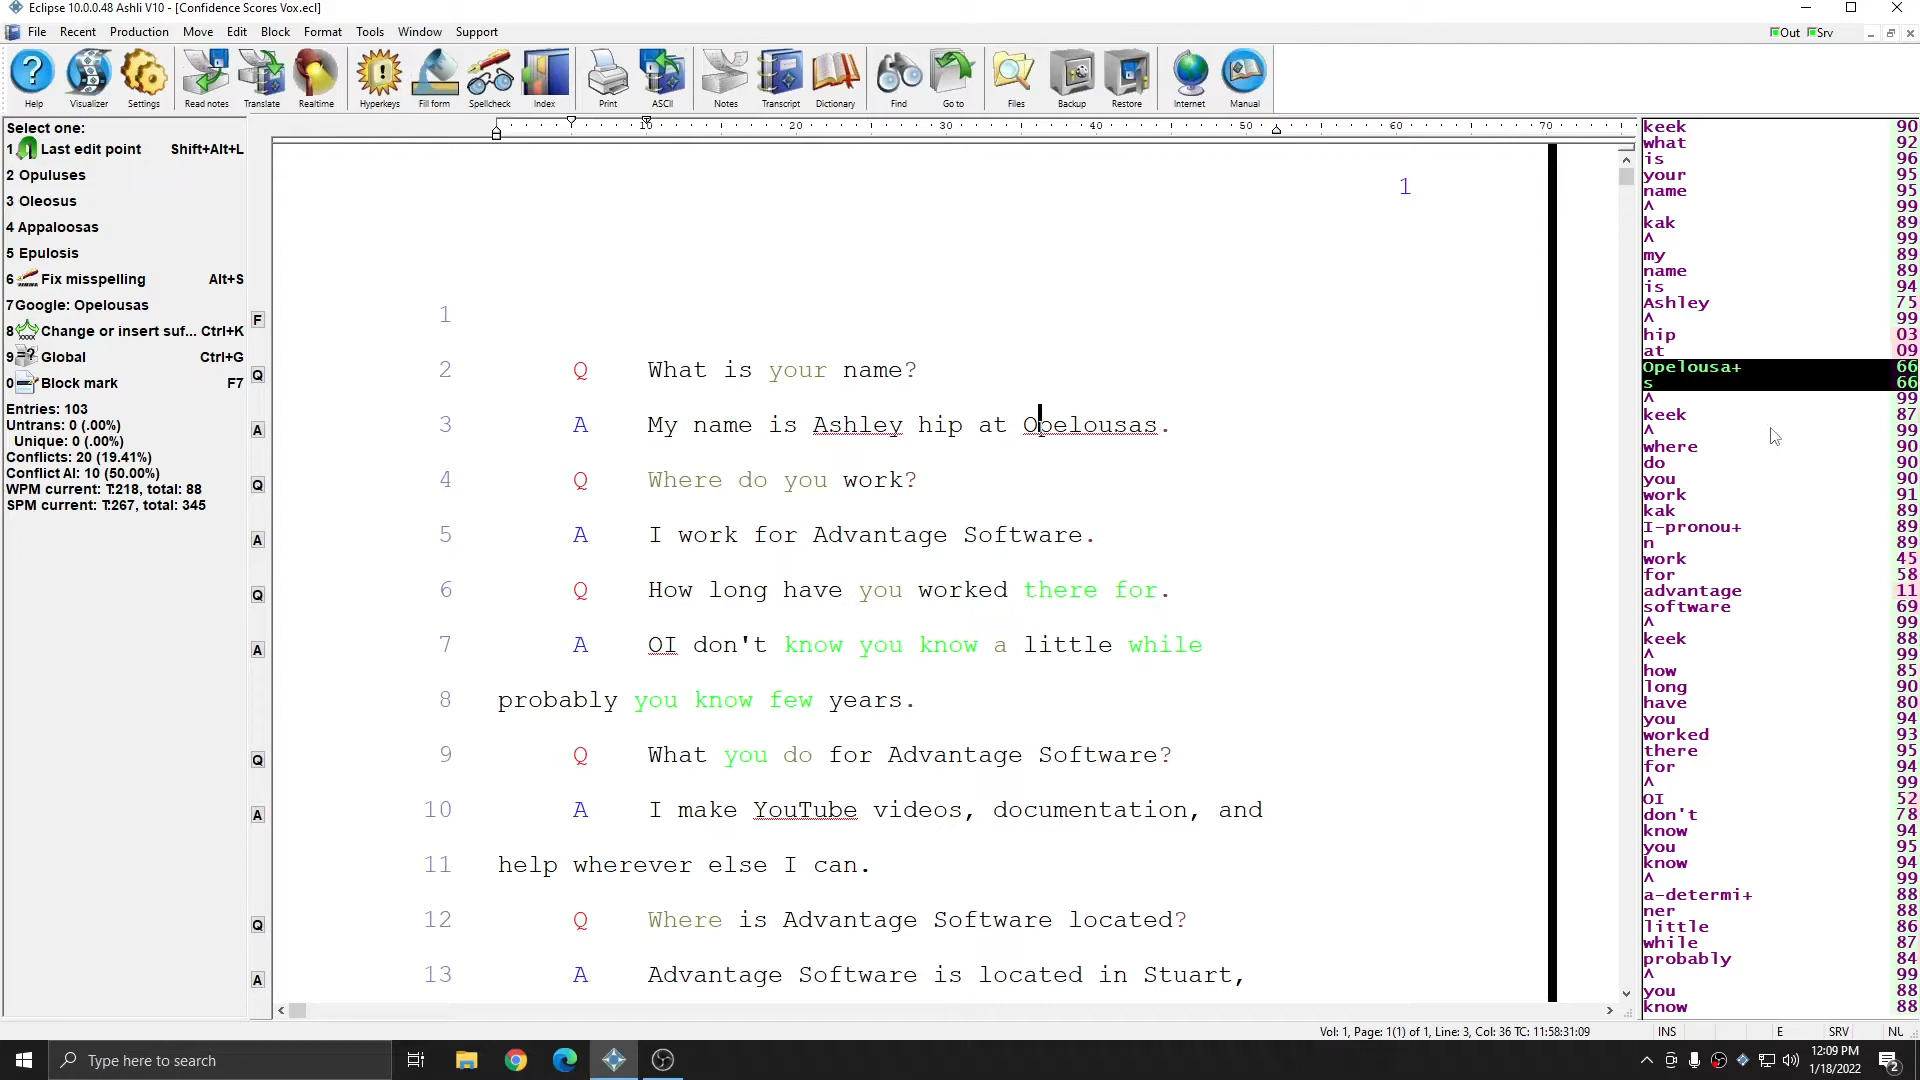 Eclipse 10.0.0.48 Ashli V10 - [Confidence Scores Vox.ecl]
File Recent Production Move Edit Block Format Tools Window Support
Out Srv
Help Visualizer Settings Read notes Translate Realtime Hyperkeys Fill form Spellcheck Index Print ASCII Notes Transcript Dictionary Find Go to Files Backup Restore Internet Manual
Select one:
1 Last edit point Shift+Alt+L
2 Opuluses
3 Oleosus
4 Appaloosas
5 Epulosis
6 Fix misspelling Alt+S
7 Google: Opelousas
8 Change or insert suf... Ctrl+K
9 Global Ctrl+G
0 Block mark F7
Entries: 103
Untrans: 0 (.00%)
Unique: 0 (.00%)
Conflicts: 20 (19.41%)
Conflict AI: 10 (50.00%)
WPM current: T:218, total: 88
SPM current: T:267, total: 345
F
Q
A
Q
A
Q
A
Q
A
Q
A
10 20 30 40 50 60 70
1
1
2 Q What is your name?
3 A My name is Ashley hip at Opelousas.
4 Q Where do you work?
5 A I work for Advantage Software.
6 Q How long have you worked there for.
7 A OI don't know you know a little while
8 probably you know few years.
9 Q What you do for Advantage Software?
10 A I make YouTube videos, documentation, and
11 help wherever else I can.
12 Q Where is Advantage Software located?
13 A Advantage Software is located in Stuart,
keek 90
what 92
is 96
your 95
name 95
^ 99
kak 89
^ 99
my 89
name 89
is 94
Ashley 75
^ 99
hip 03
at 09
Opelousa+ 66
s 66
^ 99
keek 87
^ 99
where 90
do 90
you 90
work 91
kak 89
I-pronou+ 89
n 89
work 45
for 58
advantage 11
software 69
^ 99
keek 88
^ 99
how 85
long 90
have 80
you 94
worked 93
there 95
for 94
^ 99
OI 52
don't 78
know 94
you 95
know 94
^ 99
a-determi+ 88
ner 88
little 86
while 87
probably 84
^ 99
you 88
know 88
Vol: 1, Page: 1(1) of 1, Line: 3, Col: 36 TC: 11:58:31:09 INS E SRV NU
Type here to search
12:09 PM
1/18/2022
2